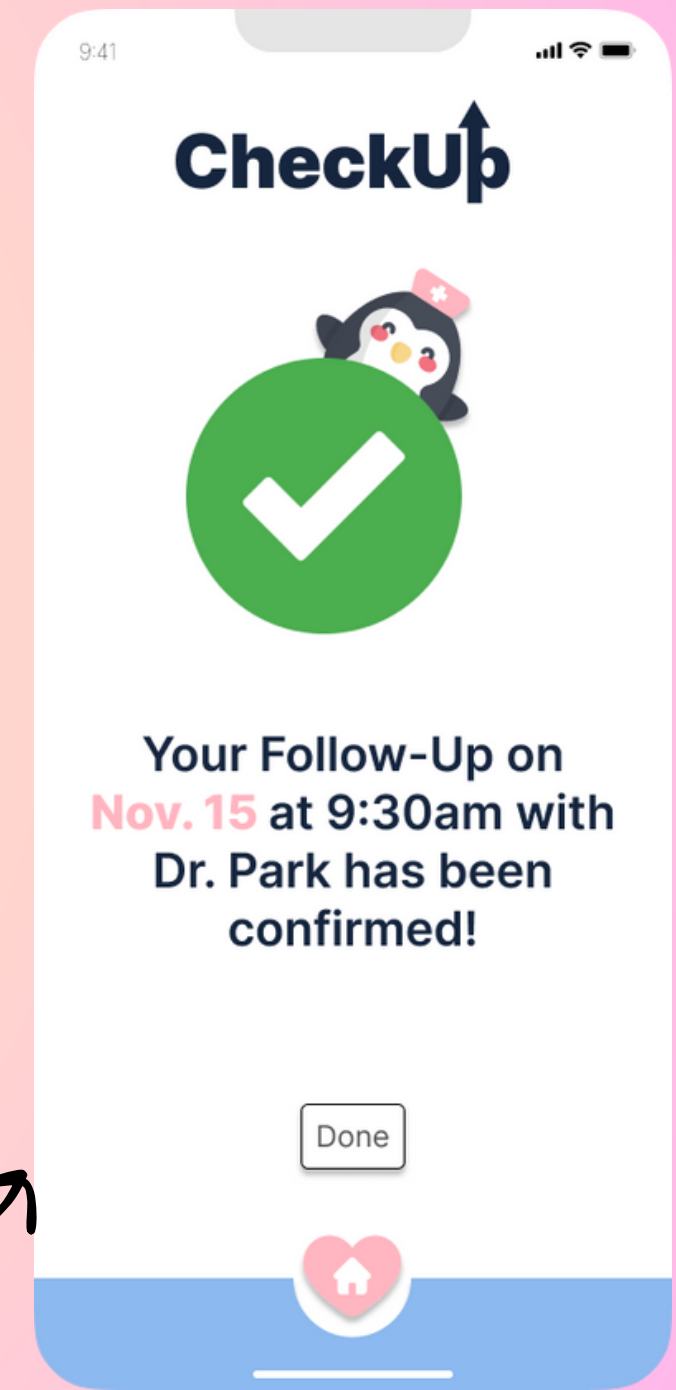 9:41
CheckUp
Your Follow-Up on
Nov. 15 at 9:30am with
Dr. Park has been
confirmed!
Done